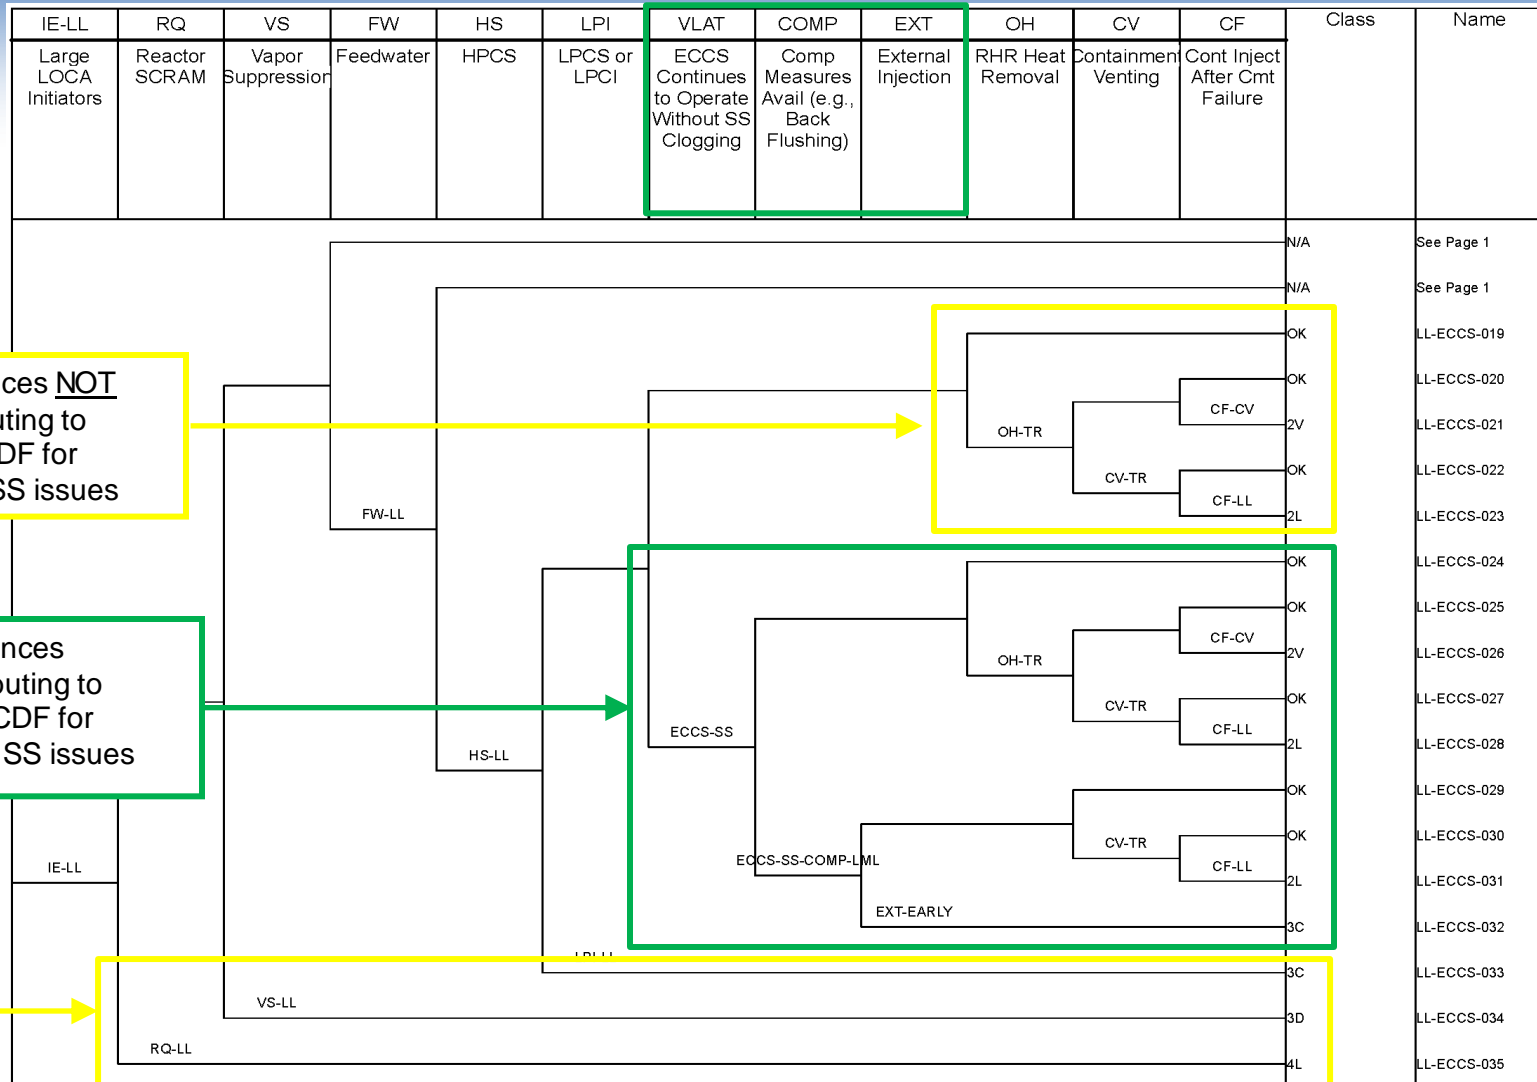 IE-LL RQ VS FW HS LPI VLAT COMP EXT OH CV CF Class Name
Large
LOCA
Initiators
Reactor
SCRAM
Vapor
Suppression
Feedwater
HPCS
LPCS or
LPCI
ECCS
Continues
to Operate
Without SS
Clogging
Comp
Measures
Avail (e.g.,
Back
Flushing)
External
Injection
RHR Heat
Removal
Containment
Venting
Cont Inject
After Cmt
Failure
N/A See Page 1
N/A See Page 1
OK LL-ECCS-019
ces NOT
uting to
DF for
SS issues
OK LL-ECCS-020
CF-CV
2V LL-ECCS-021
OH-TR
OK LL-ECCS-022
CV-TR
CF-LL
2L LL-ECCS-023
FW-LL
OK LL-ECCS-024
OK LL-ECCS-025
CF-CV
2V LL-ECCS-026
OH-TR
nces
outing to
CDF for
SS issues
OK LL-ECCS-027
CV-TR
CF-LL
2L LL-ECCS-028
ECCS-SS
HS-LL
OK LL-ECCS-029
OK LL-ECCS-030
CV-TR
CF-LL
2L LL-ECCS-031
ECCS-SS-COMP-LML
IE-LL
EXT-EARLY
3C LL-ECCS-032
LPI-LL
3C LL-ECCS-033
VS-LL
3D LL-ECCS-034
RQ-LL
4L LL-ECCS-035